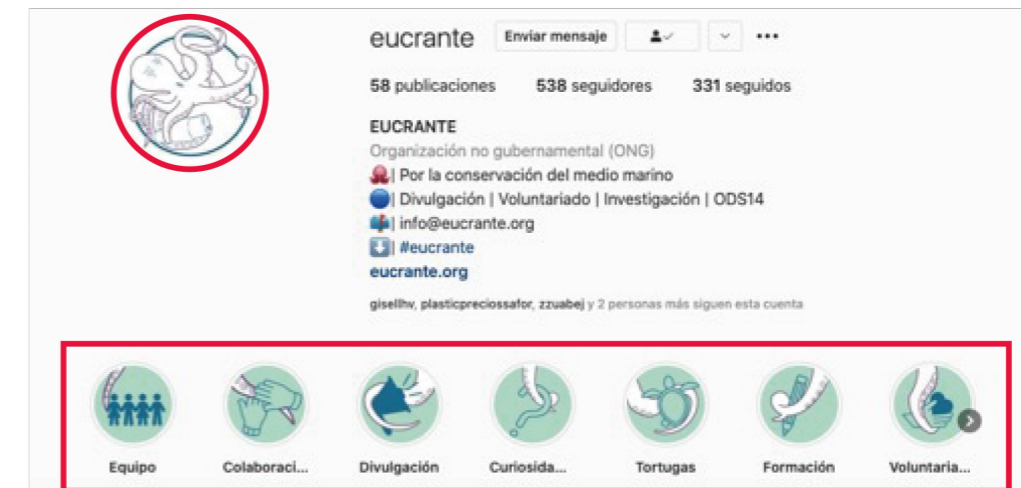 eucrante Enviar mensaje
58 publicaciones 538 seguidores 331 seguidos
EUCRANTE
Organización no gubernamental (ONG)
| Por la conservación del medio marino
| Divulgación | Voluntariado | Investigación | ODS14
| info@eucrante.org
| #eucrante
eucrante.org
gisellhv, plasticpreciossafor, zzuabej y 2 personas más siguen esta cuenta
Equipo Colaboraci... Divulgación Curiosida... Tortugas Formación Voluntaria...